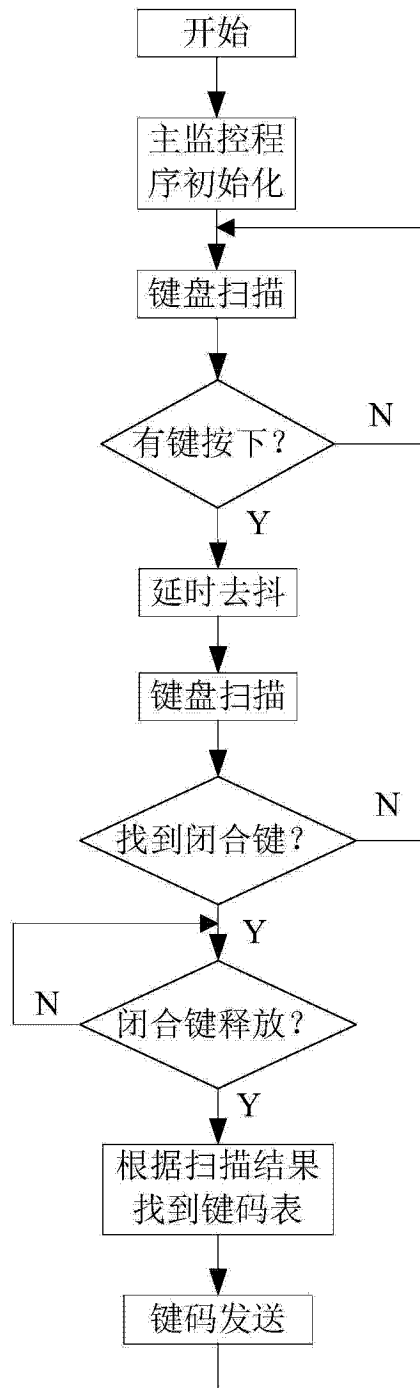 开始
主监控程
序初始化
键盘扫描
有键按下？
N
Y
延时去抖
键盘扫描
找到闭合键？
N
Y
闭合键释放？
N
Y
根据扫描结果
找到键码表
键码发送